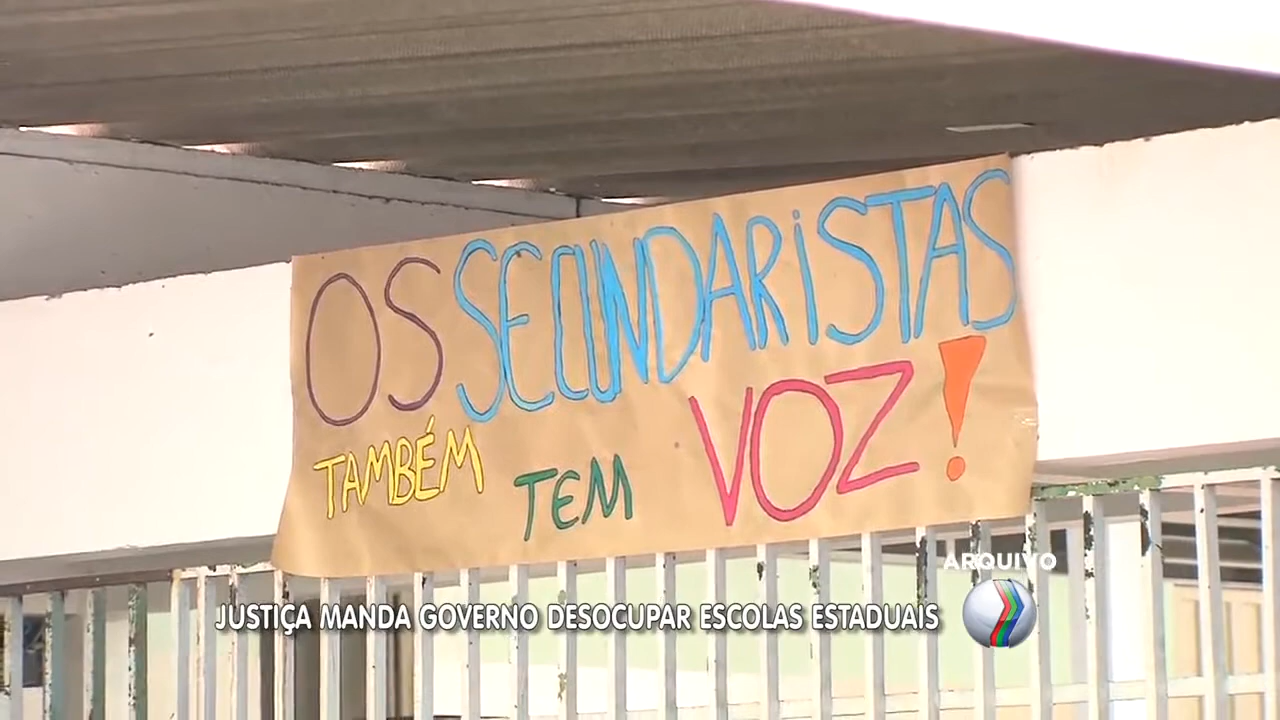 OS SECUNDARiSTAS
TAMBÉM TEM VOZ!
ARQUIVO
JUSTIÇA MANDA GOVERNO DESOCUPAR ESCOLAS ESTADUAIS